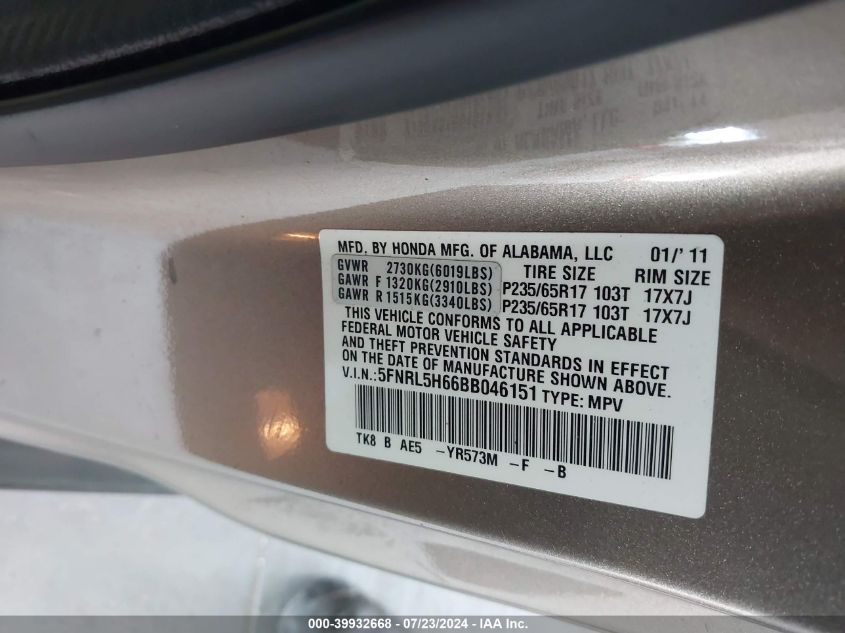 MFD. BY HONDA MFG. OF ALABAMA, LLC 01/'11
GVWR 2730KG(6019LBS) TIRE SIZE RIM SIZE
GAWR F 1320KG(2910LBS) P235/65R17 103T 17X7J
GAWR R 1515KG(3340LBS) P235/65R17 103T 17X7J
THIS VEHICLE CONFORMS TO ALL APPLICABLE
FEDERAL MOTOR VEHICLE SAFETY
AND THEFT PREVENTION STANDARDS IN EFFECT
ON THE DATE OF MANUFACTURE SHOWN ABOVE.
V.I.N.:5FNRL5H66BB046151 TYPE: MPV
TK8 B AE5 -YR573M -F -B
000-39932668 - 07/23/2024 - IAA Inc.